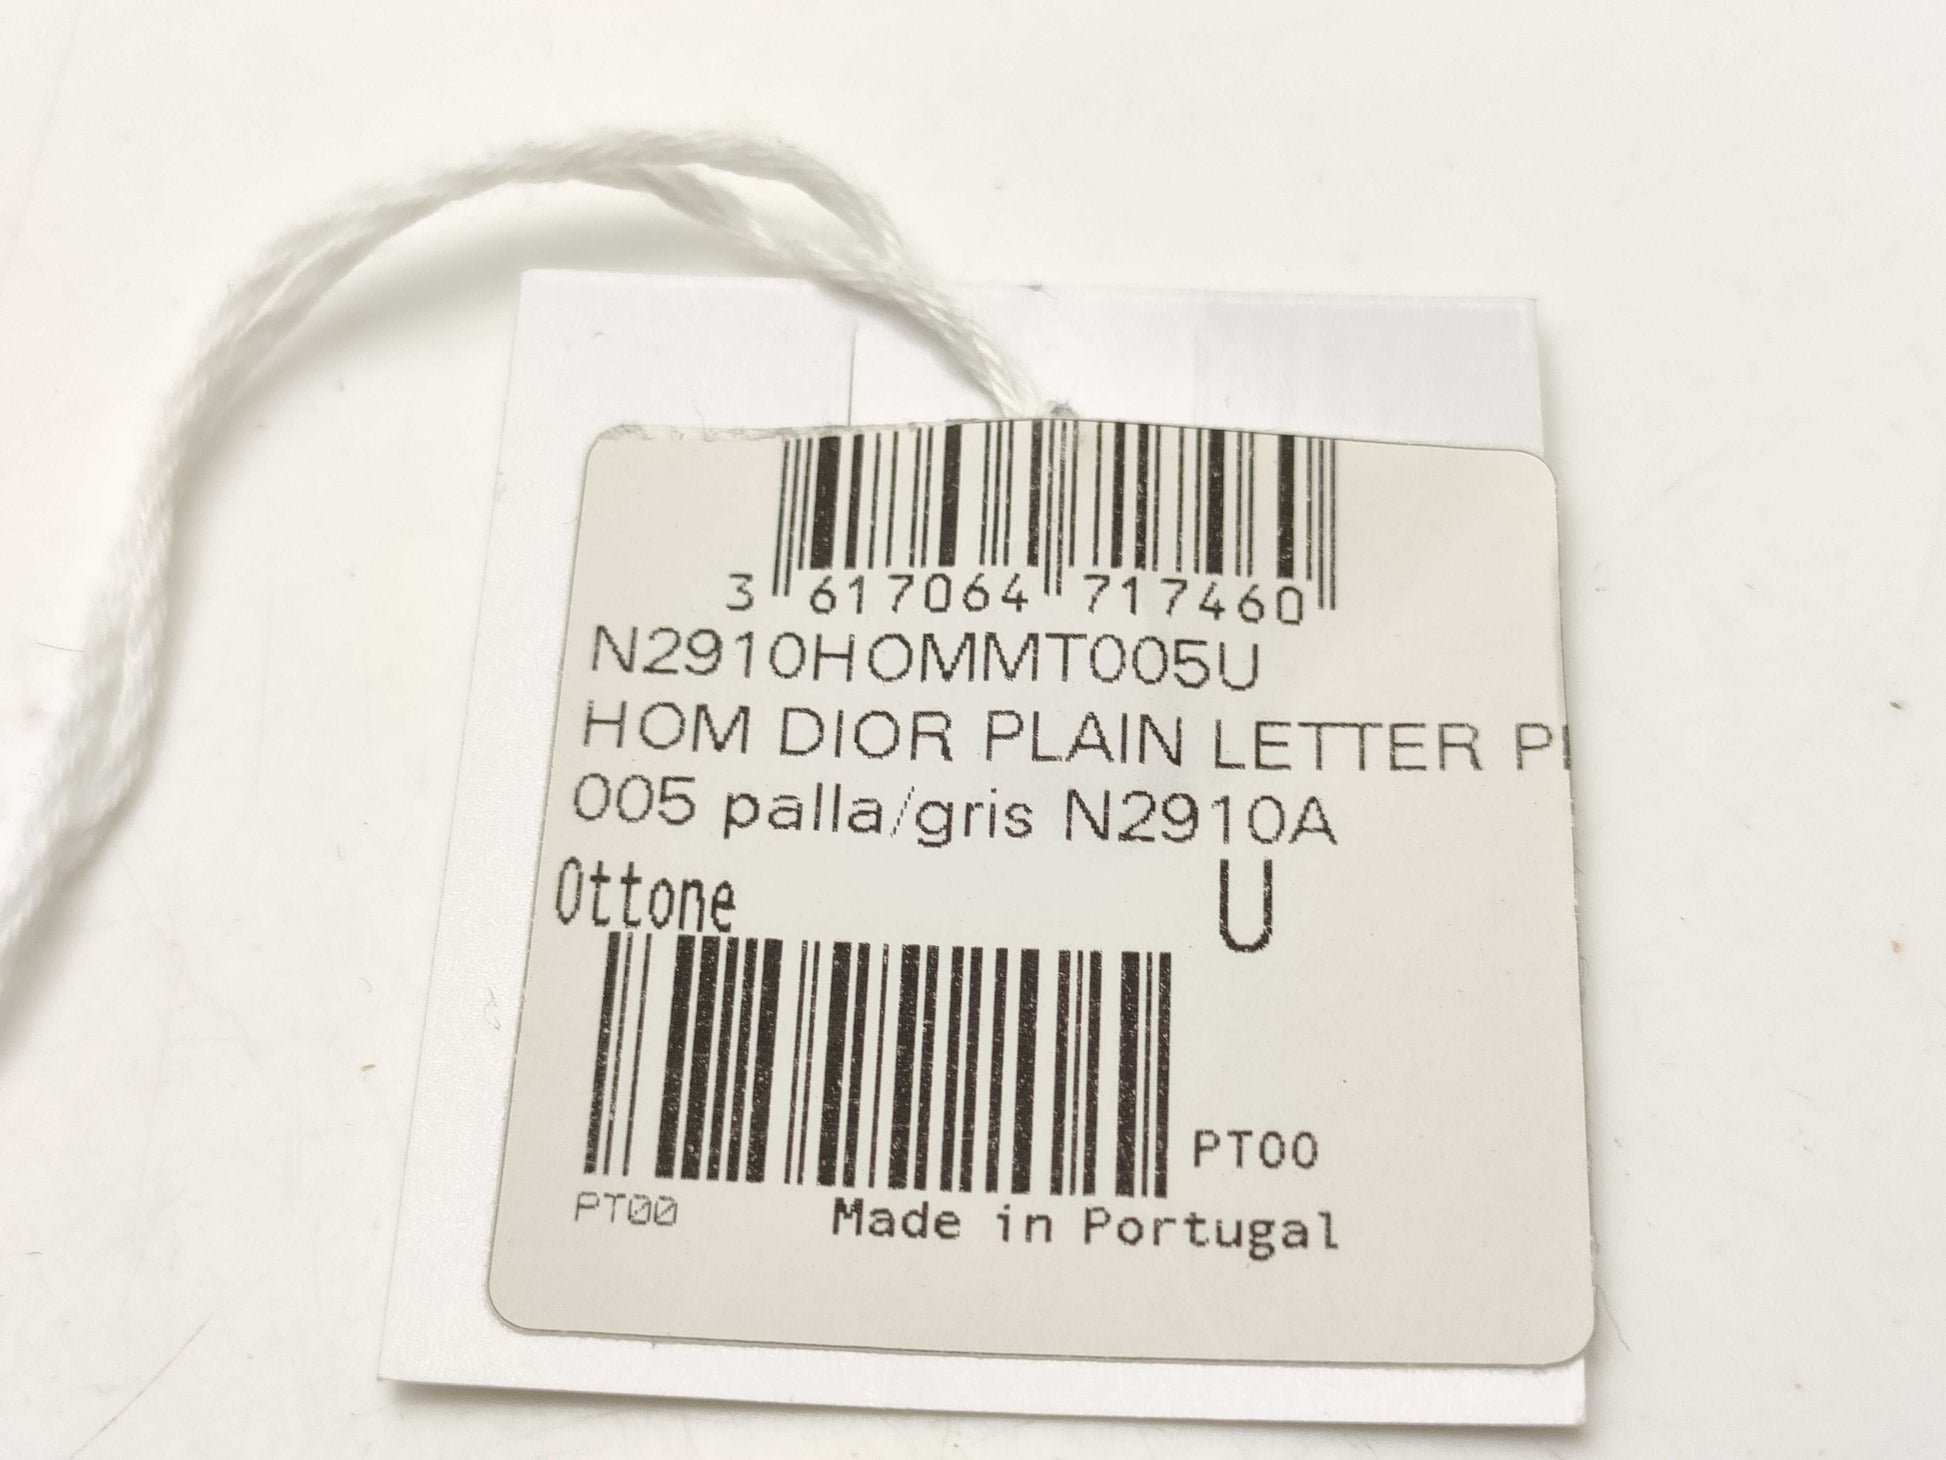 3 617064 717460
N2910HOMMT005U
HOM DIOR PLAIN LETTER
005 palla/gris N2910A
Ottone U
PT00
PT00 Made in Portugal